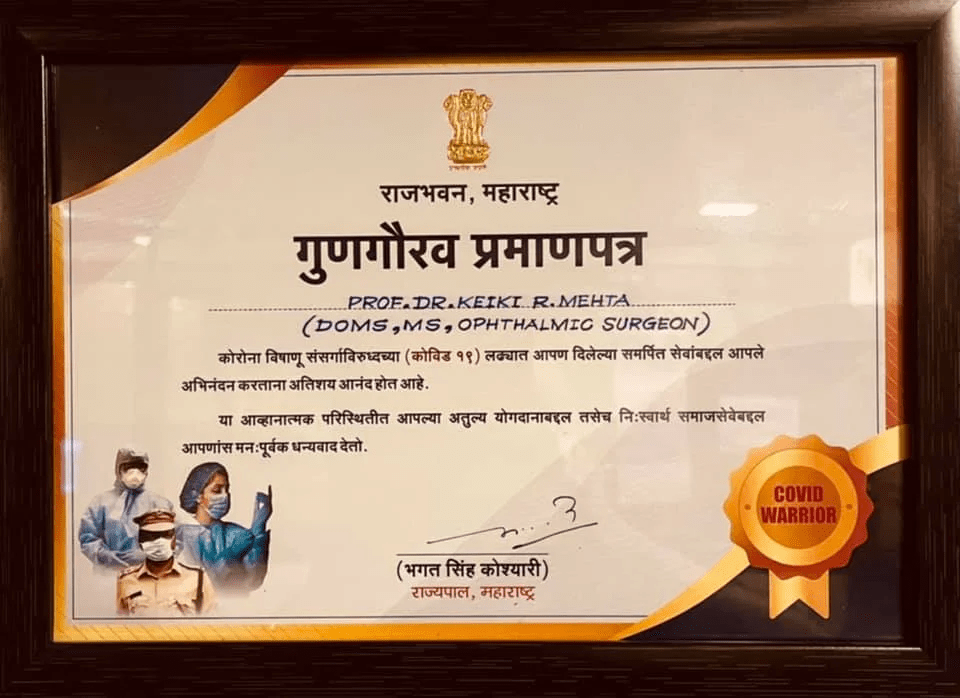 राजभवन, महाराष्ट्र
गुणगौरव प्रमाणपत्र
PROF.DR.KEIKI R.MEHTA
(DOMS,MS,OPHTHALMIC SURGEON)
कोरोना विषाणू संसर्गाविरुध्दच्या (कोविड १९) लढ्यात आपण दिलेल्या समर्पित सेवांबद्दल आपले
अभिनंदन करताना अतिशय आनंद होत आहे.
या आव्हानात्मक परिस्थितीत आपल्या अतुल्य योगदानाबद्दल तसेच नि:स्वार्थ समाजसेवेबद्दल
आपणांस मन:पूर्वक धन्यवाद देतो.
COVID
WARRIOR
(भगत सिंह कोश्यारी)
राज्यपाल, महाराष्ट्र